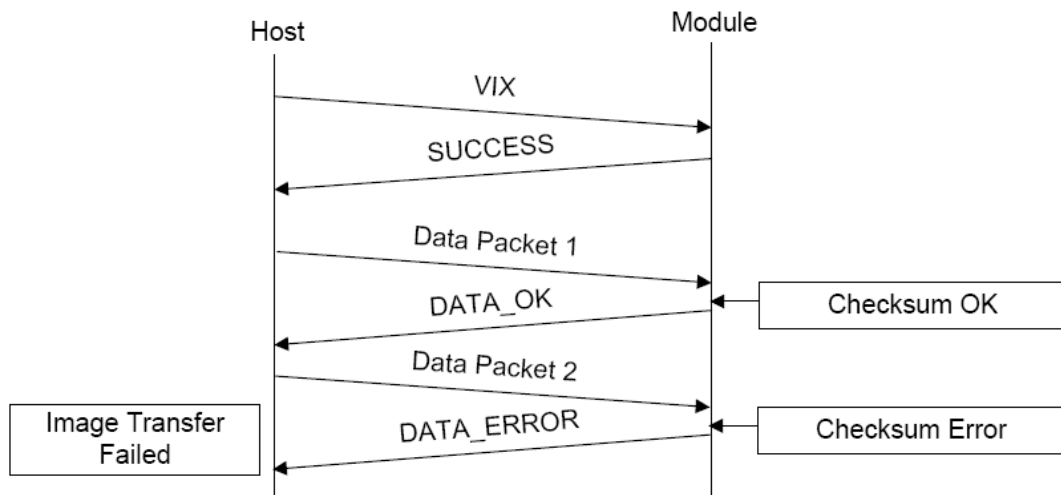 Host
Module
VIX
SUCCESS
Data Packet 1
DATA_OK
Checksum OK
Data Packet 2
Image Transfer
Failed
DATA_ERROR
Checksum Error